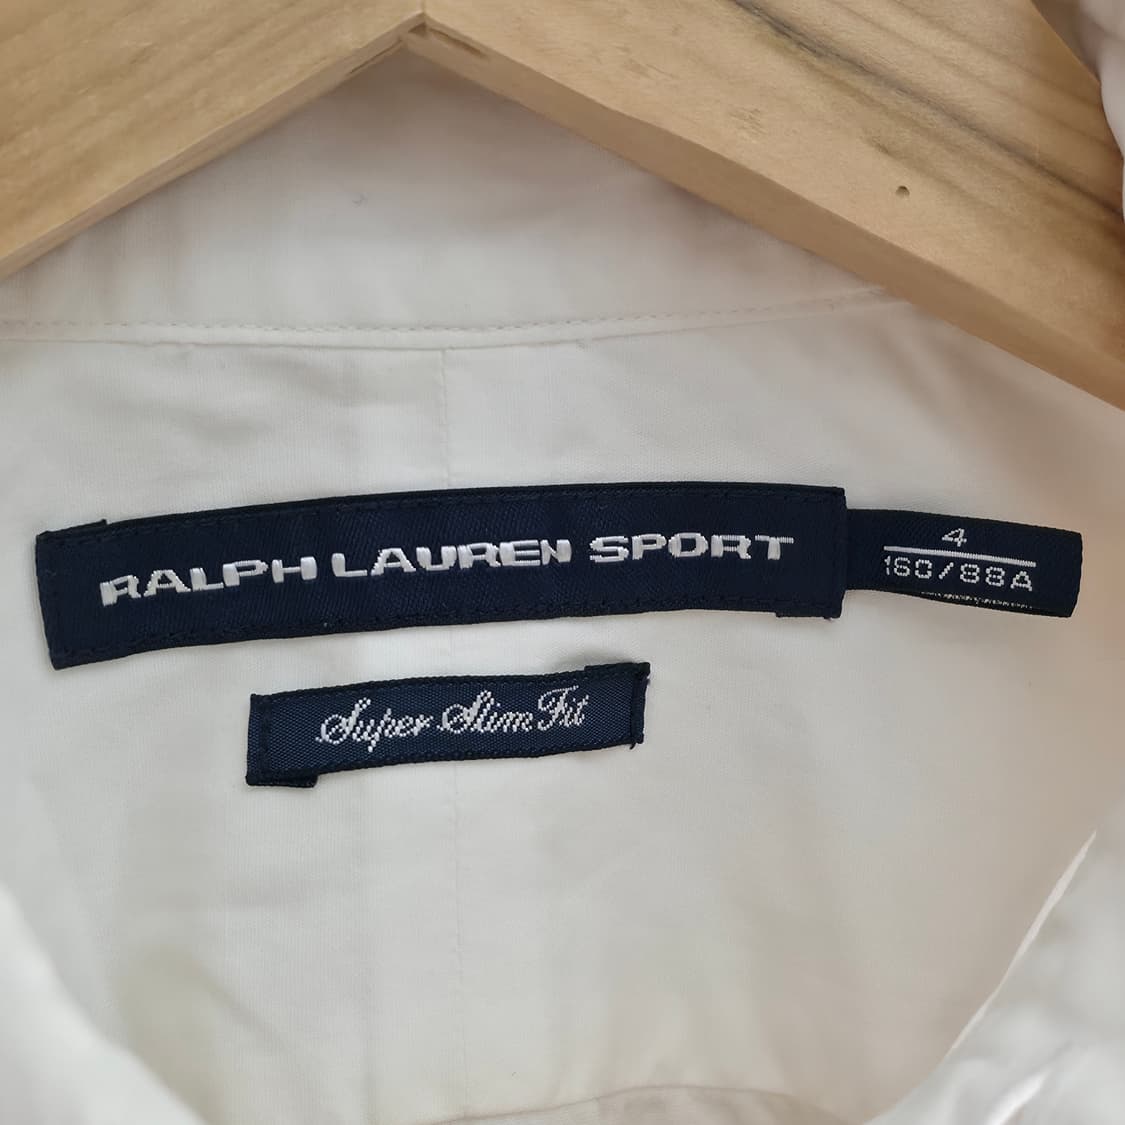 RALPH LAUREN SPORT
4
160/88A
Super Slim Fit